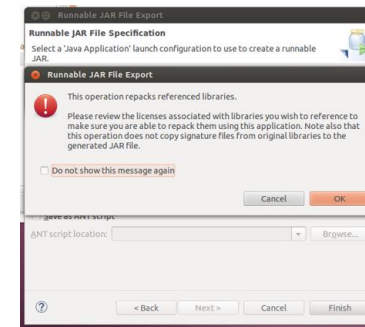 Runnable JAR File Export
Runnable JAR File Specification
Select a 'Java Application' launch configuration to use to create a runnable
JAR.
Runnable JAR File Export
This operation repacks referenced libraries.
Please review the licenses associated with libraries you wish to reference to
make sure you are able to repack them using this application. Note also that
this operation does not copy signature files from original libraries to the
generated JAR file.
Do not show this message again
Cancel OK
Save as ANT script
ANT script location: Browse...
< Back Next > Cancel Finish